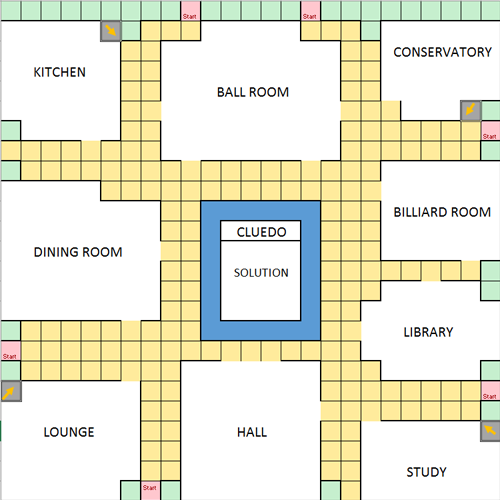 Start
Start
CONSERVATORY
KITCHEN
BALL ROOM
Start
BILLIARD ROOM
CLUEDO
DINING ROOM
SOLUTION
LIBRARY
Start
Start
LOUNGE
HALL
STUDY
Start